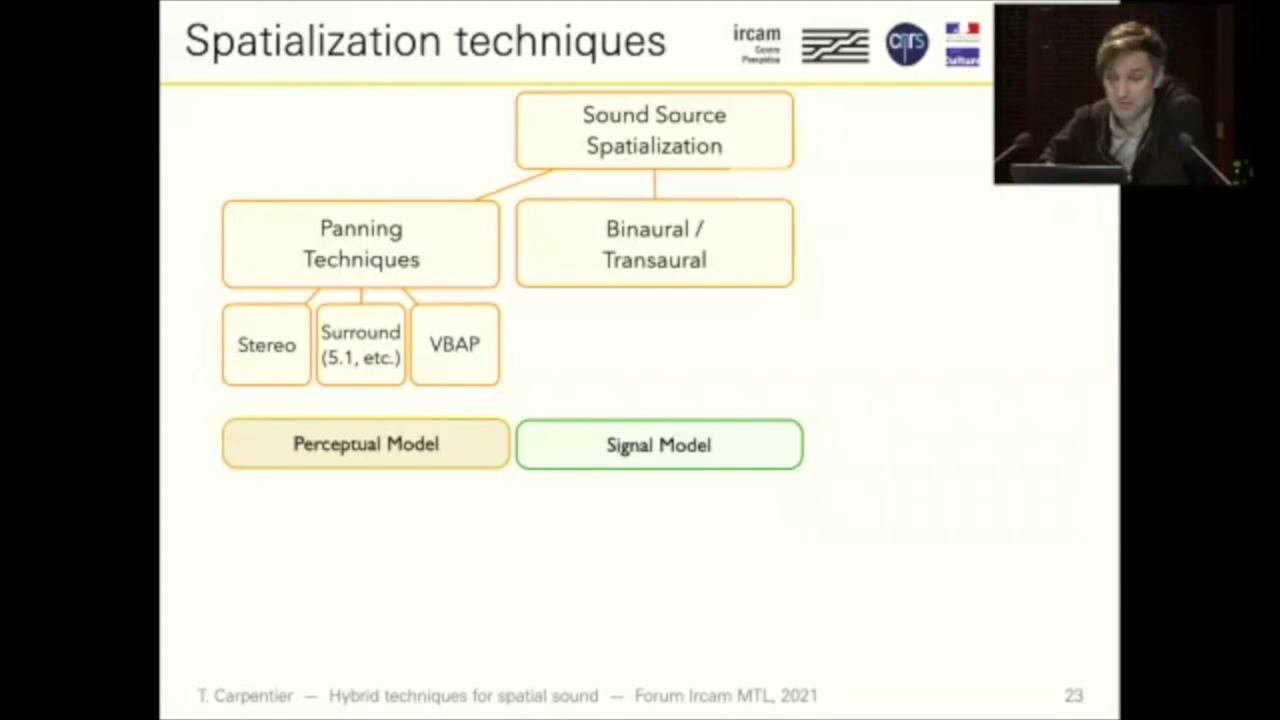 Spatialization techniques
ircam
Centre
Pompidou
cnrs
Culture
Sound Source
Spatialization
Panning
Techniques
Binaural /
Transaural
Stereo
Surround
(5.1, etc.)
VBAP
Perceptual Model
Signal Model
T. Carpentier — Hybrid techniques for spatial sound — Forum Ircam MTL, 2021
23